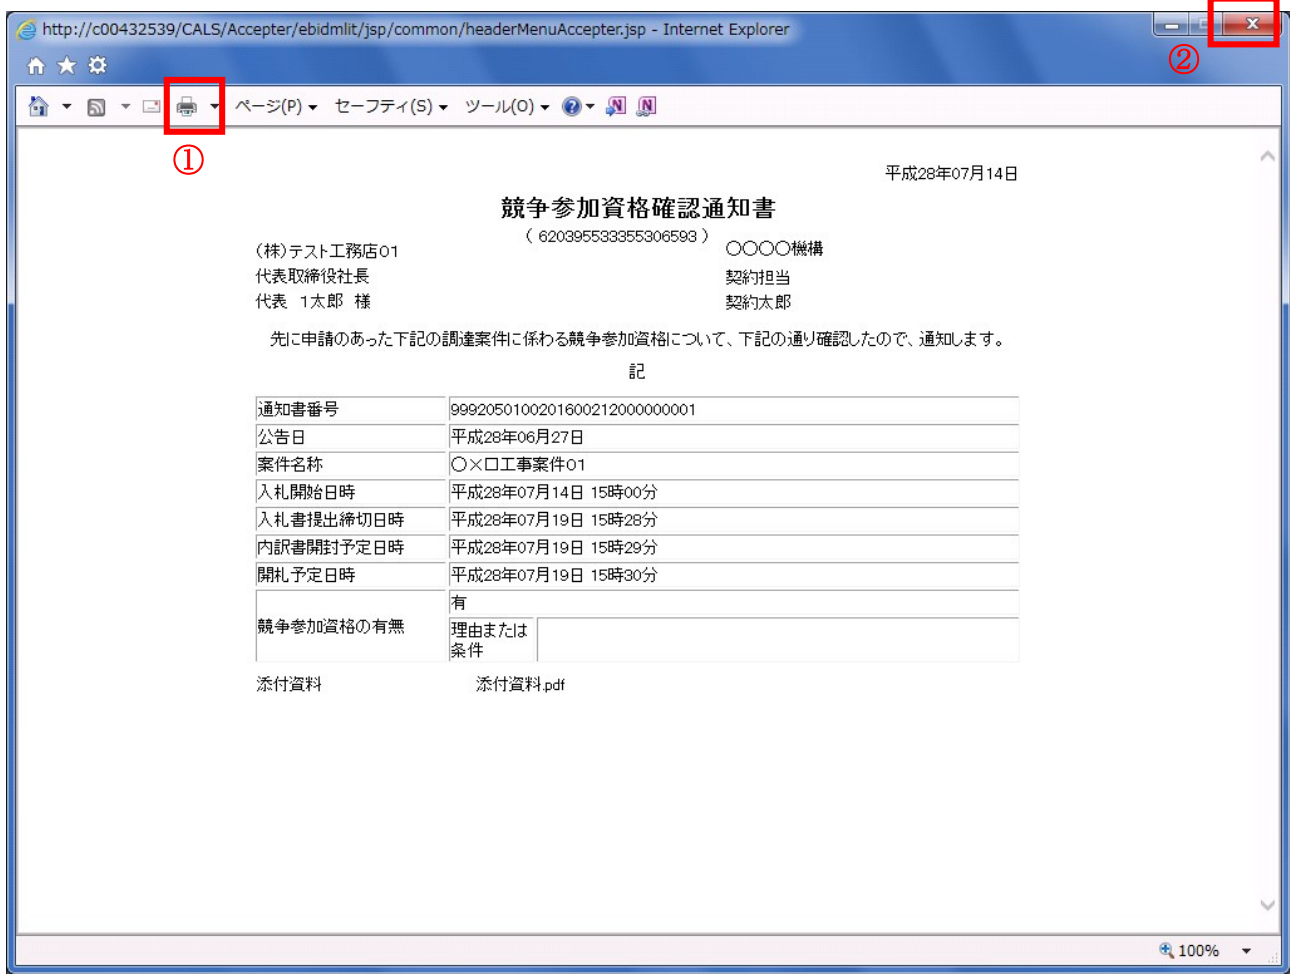 http://c00432539/CALS/Accepter/ebidmlit/jsp/common/headerMenuAccepter.jsp - Internet Explorer
②
ページ(P) セーフティ(S) ツール(O)
①
平成28年07月14日
競争参加資格確認通知書
（620395533355306593）
(株)テスト工務店01 〇〇〇〇機構
代表取締役社長 契約担当
代表 1太郎 様 契約太郎
先に申請のあった下記の調達案件に係わる競争参加資格について、下記の通り確認したので、通知します。
記
通知書番号 9992050100201600212000000001
公告日 平成28年06月27日
案件名称 〇×口工事案件01
入札開始日時 平成28年07月14日 15時00分
入札書提出締切日時 平成28年07月19日 15時28分
内訳書開封予定日時 平成28年07月19日 15時29分
開札予定日時 平成28年07月19日 15時30分
競争参加資格の有無 有
理由または
条件
添付資料 添付資料.pdf
100%